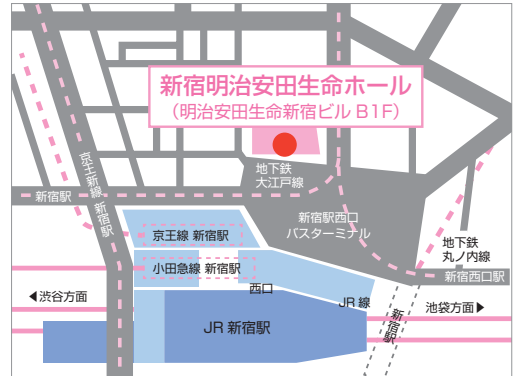 新宿明治安田生命ホール
（明治安田生命新宿ビル B1F）
地下鉄
大江戸線
新宿駅
京王新線 新宿駅
新宿駅西口
バスターミナル
京王線 新宿駅
地下鉄
丸ノ内線
小田急線 新宿駅
新宿西口駅
西口
◀渋谷方面
JR 線
池袋方面▶
新宿駅
JR 新宿駅